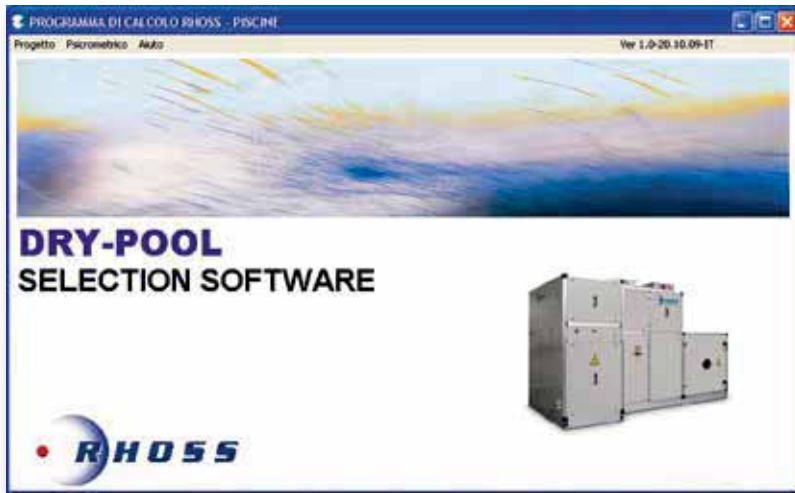 PROGRAMMA DI CALCOLO RHOSS - PISCINE
Progetto Psicrometrico Aiuto Ver 1.0-20.10.09-IT
DRY-POOL
SELECTION SOFTWARE
RHOSS